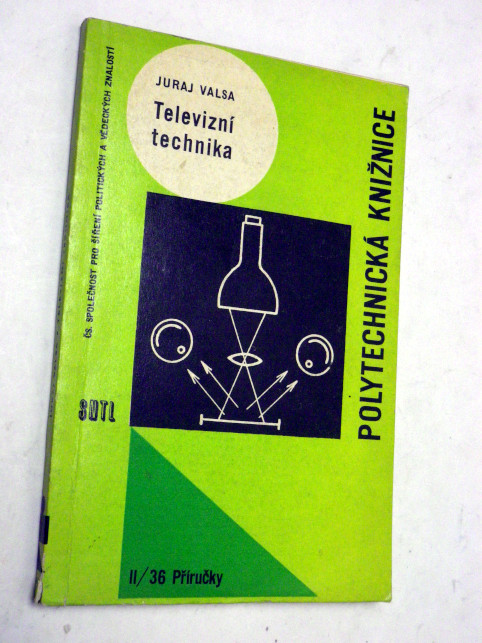 JURAJ VALSA
Televizní
technika
POLYTECHNICKÁ KNIŽNICE
ČS. SPOLEČNOST PRO ŠÍŘENÍ POLITICKÝCH A VĚDECKÝCH ZNALOSTÍ
SNTL
II/36 Příručky